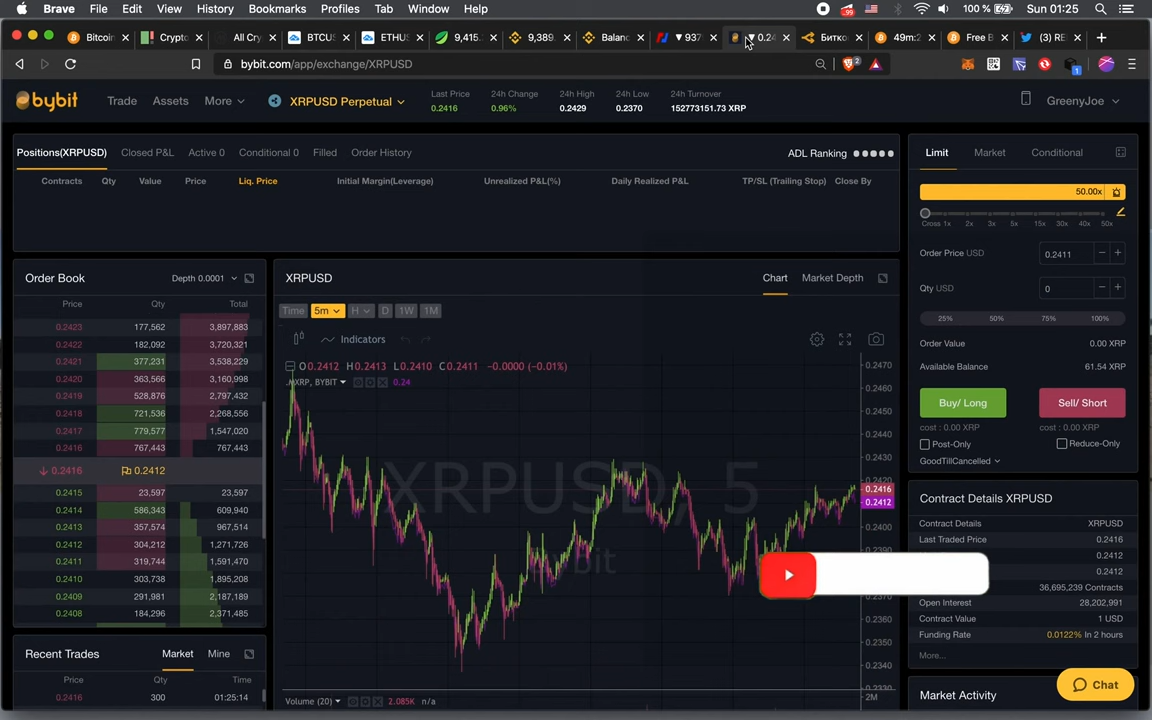 Brave File Edit View History Bookmarks Profiles Tab Window Help 99 100 % Sun 01:25
Bitcoin Crypto All Cry BTCUS ETHUS 9,415. 9,389. Balanc ▼ 937 ▼ 0.24 Битко 49m:2 Free B (3) RE
bybit.com/app/exchange/XRPUSD 2 1
bybit Trade Assets More XRPUSD Perpetual GreenyJoe
Last Price 24h Change 24h High 24h Low 24h Turnover
0.2416 0.96% 0.2429 0.2370 152773151.73 XRP
Positions(XRPUSD) Closed P&L Active 0 Conditional 0 Filled Order History ADL Ranking
Contracts Qty Value Price Liq. Price Initial Margin(Leverage) Unrealized P&L(%) Daily Realized P&L TP/SL (Trailing Stop) Close By
Order Book Depth 0.0001
Price Qty Total
0.2423 177,562 3,897,883
0.2422 182,092 3,720,321
0.2421 377,231 3,538,229
0.2420 363,566 3,160,998
0.2419 528,876 2,797,432
0.2418 721,536 2,268,556
0.2417 779,577 1,547,020
0.2416 767,443 767,443
↓ 0.2416 0.2412
0.2415 23,597 23,597
0.2414 586,343 609,940
0.2413 357,574 967,514
0.2412 304,212 1,271,726
0.2411 319,744 1,591,470
0.2410 303,738 1,895,208
0.2409 291,981 2,187,189
0.2408 184,296 2,371,485
Recent Trades Market Mine
Price Qty Time
0.2416 300 01:25:14
XRPUSD Chart Market Depth
Time 5m H D 1W 1M
Indicators
O0.2412 H0.2413 L0.2410 C0.2411 -0.0000 (-0.01%)
.MXRP, BYBIT 0.24
XRPUSD, 5
Bybit
0.2470
0.2460
0.2450
0.2440
0.2430
0.2420
0.2416
0.2412
0.2400
0.2390
0.2370
0.2350
0.2340
0.2330
Volume (20) 2.085K n/a
2M
Limit Market Conditional
50.00x
Cross 1x 2x 3x 5x 15x 30x 40x 50x
Order Price USD 0.2411
Qty USD 0
25% 50% 75% 100%
Order Value 0.00 XRP
Available Balance 61.54 XRP
Buy/ Long Sell/ Short
cost : 0.00 XRP cost : 0.00 XRP
Post-Only Reduce-Only
GoodTillCancelled
Contract Details XRPUSD
Contract Details XRPUSD
Last Traded Price 0.2416
0.2412
0.2412
36,695,239 Contracts
Open Interest 28,202,991
Contract Value 1 USD
Funding Rate 0.0122% In 2 hours
More...
Market Activity
Chat